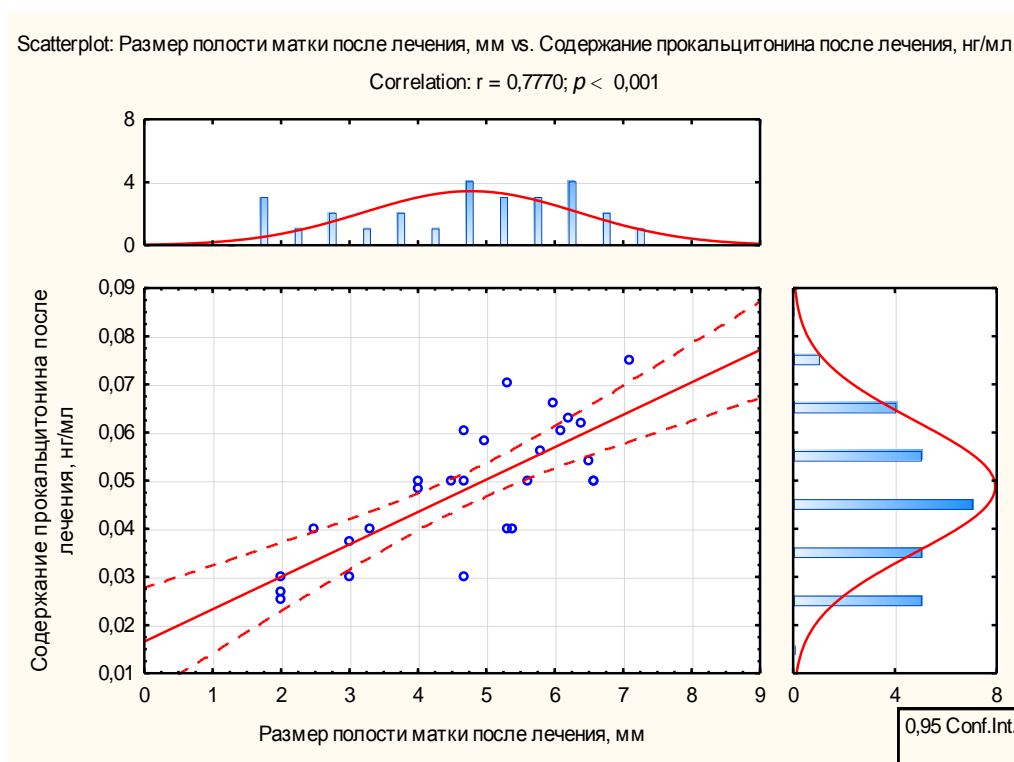 Scatterplot: Размер полости матки после лечения, мм vs. Содержание прокальцитонина после лечения, нг/мл
Correlation: r = 0,7770; p < 0,001
8
4
0
Содержание прокальцитонина после
лечения, нг/мл
0,09
0,08
0,07
0,06
0,05
0,04
0,03
0,02
0,01
0 1 2 3 4 5 6 7 8 9
0 4 8
Размер полости матки после лечения, мм
0,95 Conf.Int.